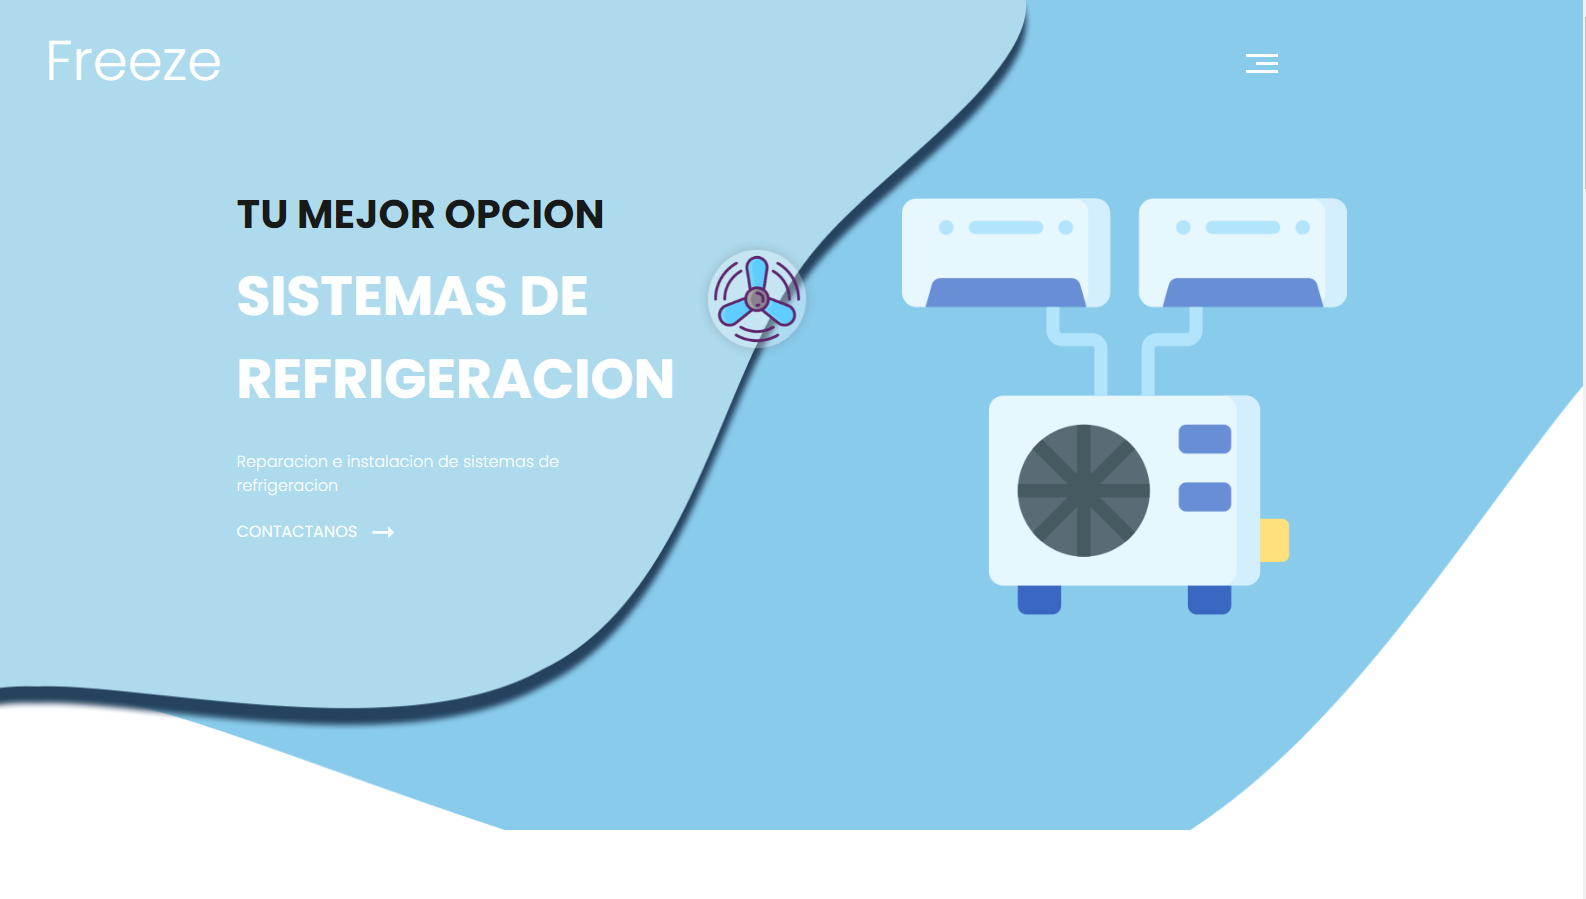 Freeze
TU MEJOR OPCION
SISTEMAS DE
REFRIGERACION
Reparacion e instalacion de sistemas de
refrigeracion
CONTACTANOS